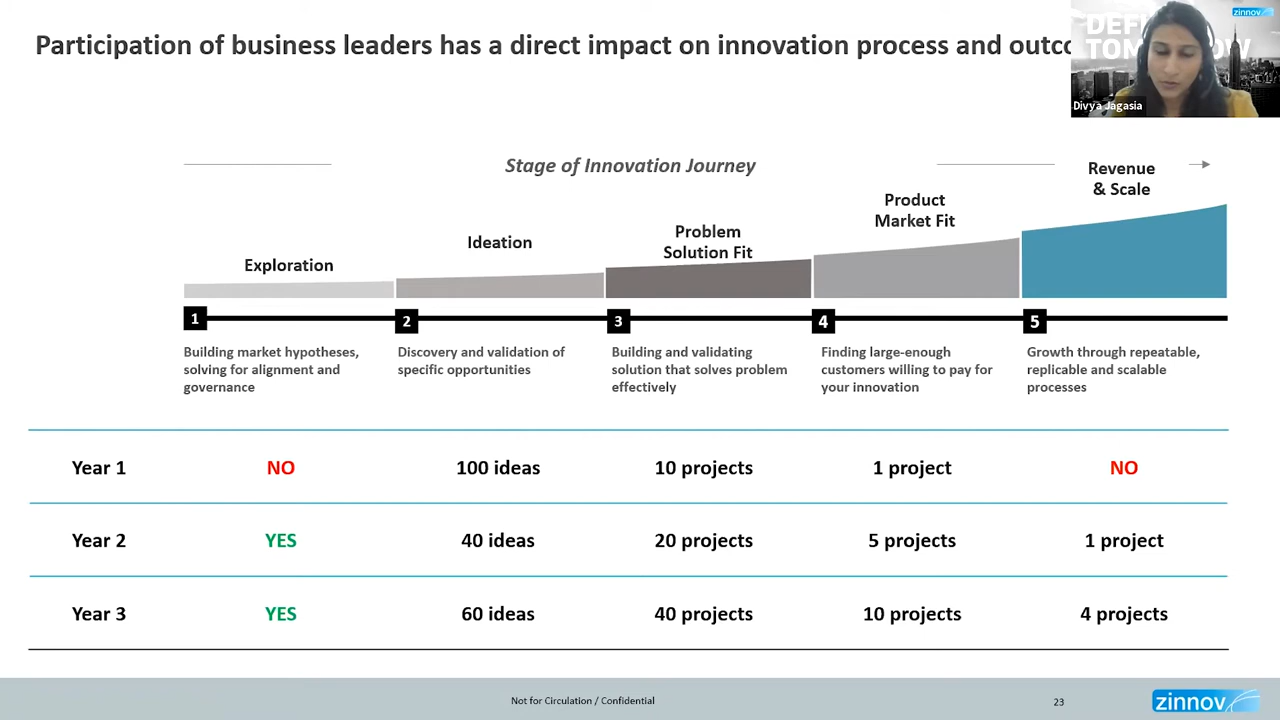 Participation of business leaders has a direct impact on innovation process and
zinnov
Divya Jagasia
Stage of Innovation Journey
Exploration
Ideation
Problem
Solution Fit
Product
Market Fit
Revenue
& Scale
1
2
3
4
5
Building market hypotheses,
solving for alignment and
governance
Discovery and validation of
specific opportunities
Building and validating
solution that solves problem
effectively
Finding large-enough
customers willing to pay for
your innovation
Growth through repeatable,
replicable and scalable
processes
Year 1 NO 100 ideas 10 projects 1 project NO
Year 2 YES 40 ideas 20 projects 5 projects 1 project
Year 3 YES 60 ideas 40 projects 10 projects 4 projects
Not for Circulation / Confidential
23
zinnov